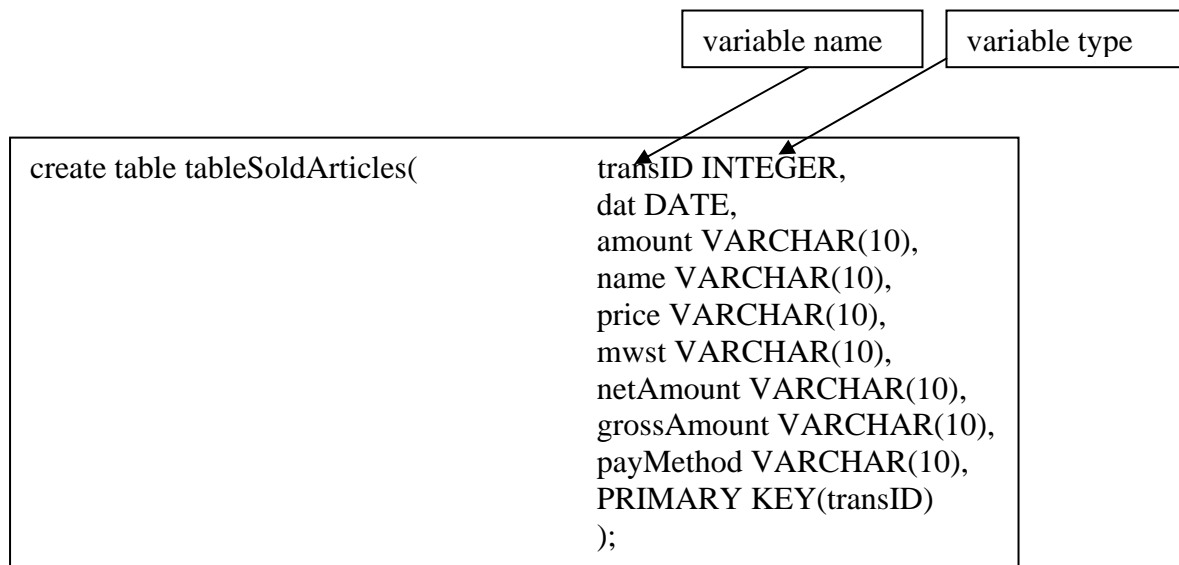 variable name
variable type
create table tableSoldArticles( transID INTEGER,
dat DATE,
amount VARCHAR(10),
name VARCHAR(10),
price VARCHAR(10),
mwst VARCHAR(10),
netAmount VARCHAR(10),
grossAmount VARCHAR(10),
payMethod VARCHAR(10),
PRIMARY KEY(transID)
);